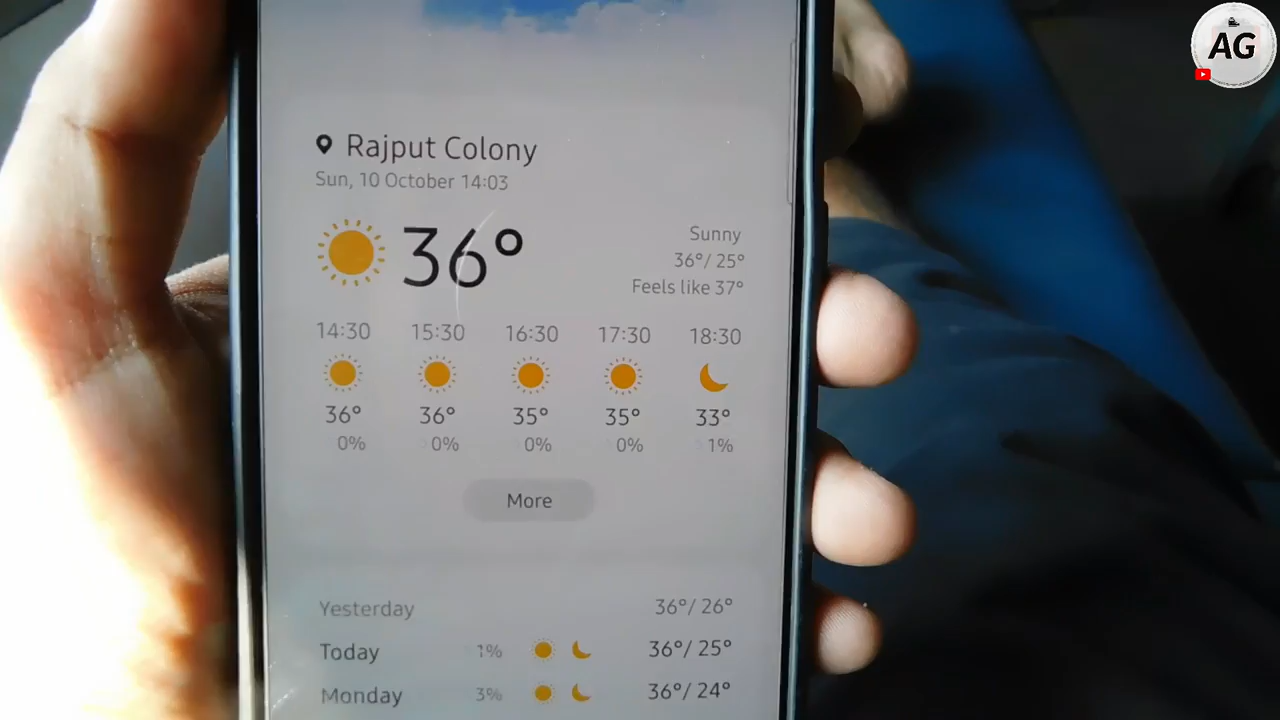 AG
Rajput Colony
Sun, 10 October 14:03
36°
Sunny
36°/ 25°
Feels like 37°
14:30 15:30 16:30 17:30 18:30
36° 36° 35° 35° 33°
0% 0% 0% 0% 1%
More
Yesterday 36°/ 26°
Today 1% 36°/ 25°
Monday 3% 36°/ 24°